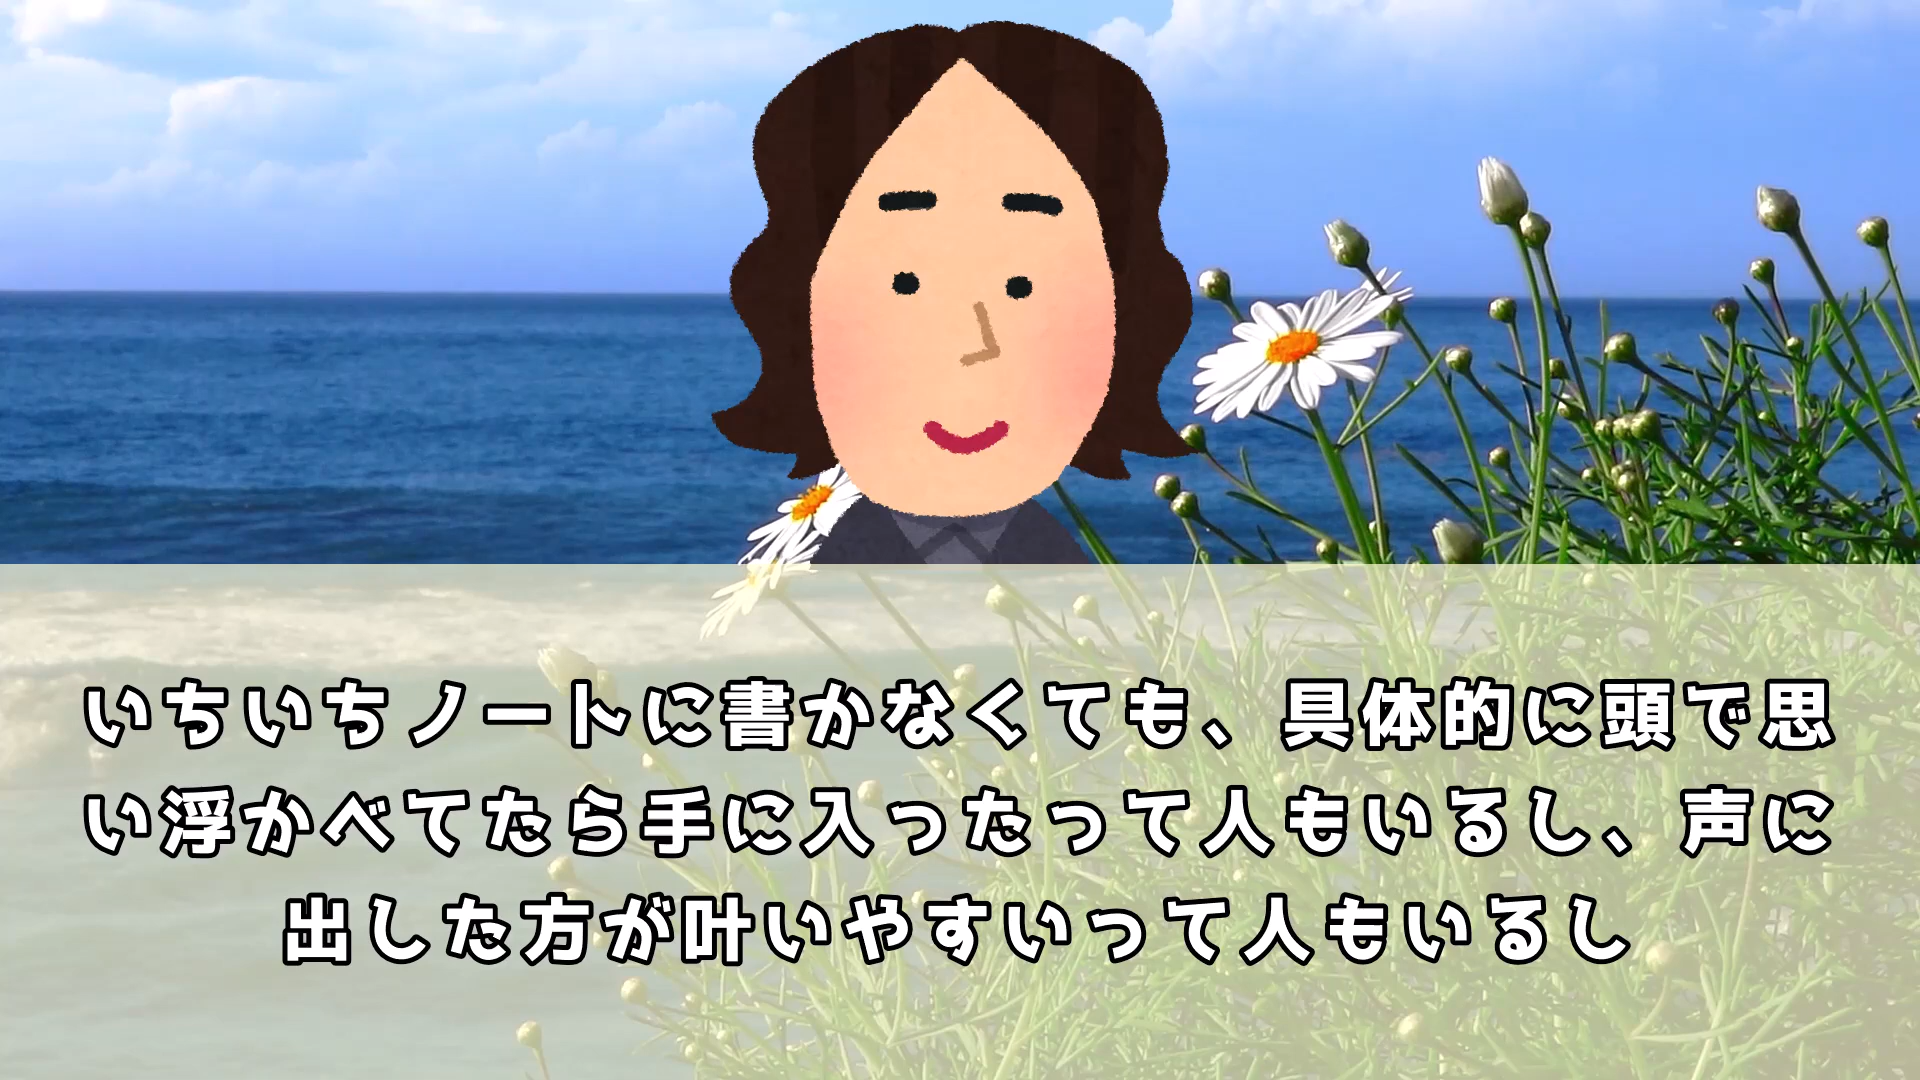 いちいちノートに書かなくても、具体的に頭で思
い浮かべてたら手に入ったって人もいるし、声に
出した方が叶いやすいって人もいるし